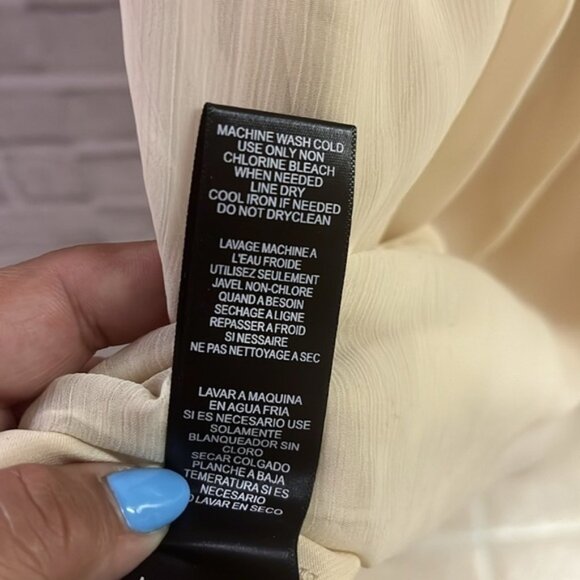 MACHINE WASH COLD
USE ONLY NON
CHLORINE BLEACH
WHEN NEEDED
LINE DRY
COOL IRON IF NEEDED
DO NOT DRYCLEAN
LAVAGE MACHINE A
L'EAU FROIDE
UTILISEZ SEULEMENT
JAVEL NON-CHLORE
QUAND A BESOIN
SECHAGE A LIGNE
REPASSER A FROID
SI NESSAIRE
NE PAS NETTOYAGE A SEC
LAVAR A MAQUINA
EN AGUA FRIA
SI ES NECESARIO USE
SOLAMENTE
BLANQUEADOR SIN
CLORO
SECAR COLGADO
PLANCHE A BAJA
TEMERATURA SI ES
NECESARIO
O LAVAR EN SECO